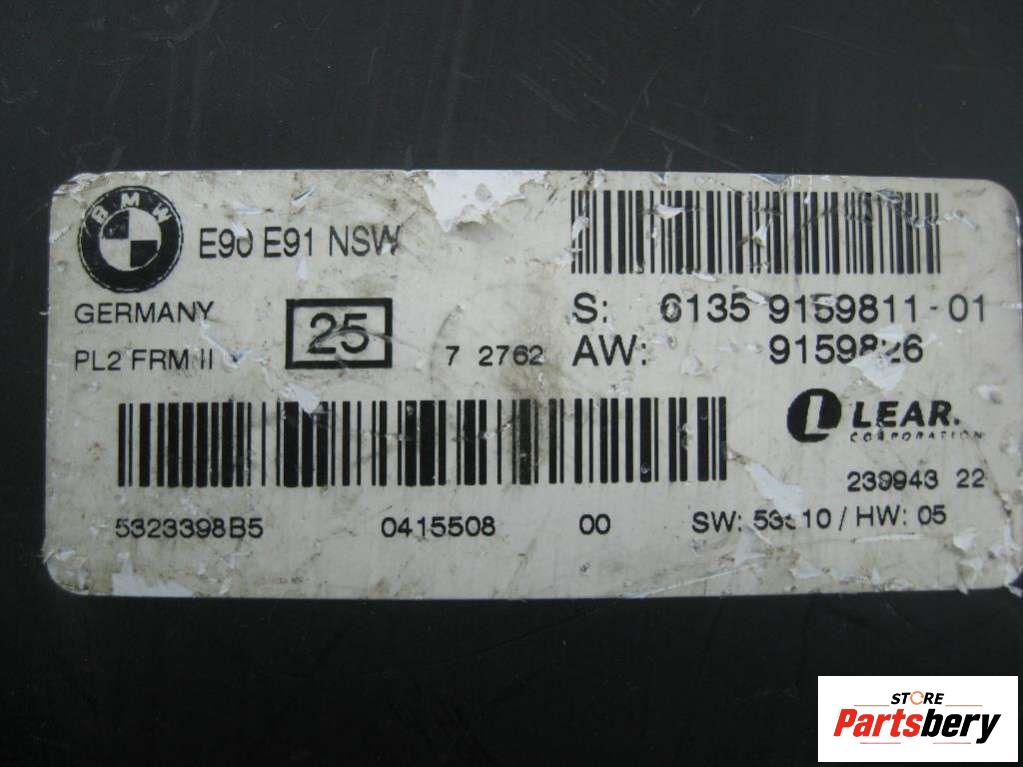 BMW
E90 E91 NSW
GERMANY
25
PL2 FRM II
7 2762
S: 6135 9159811-01
AW: 9159826
LEAR.
CORPORATION
239943 22
5323398B5 0415508 00
SW: / HW: 05
STORE
Partsbery